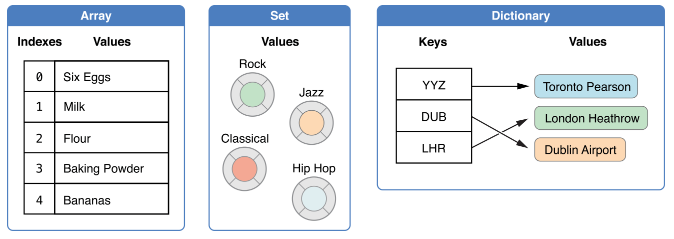 Array
Indexes Values
0 Six Eggs
1 Milk
2 Flour
3 Baking Powder
4 Bananas
Set
Values
Rock
Jazz
Classical
Hip Hop
Dictionary
Keys Values
YYZ Toronto Pearson
DUB London Heathrow
LHR Dublin Airport